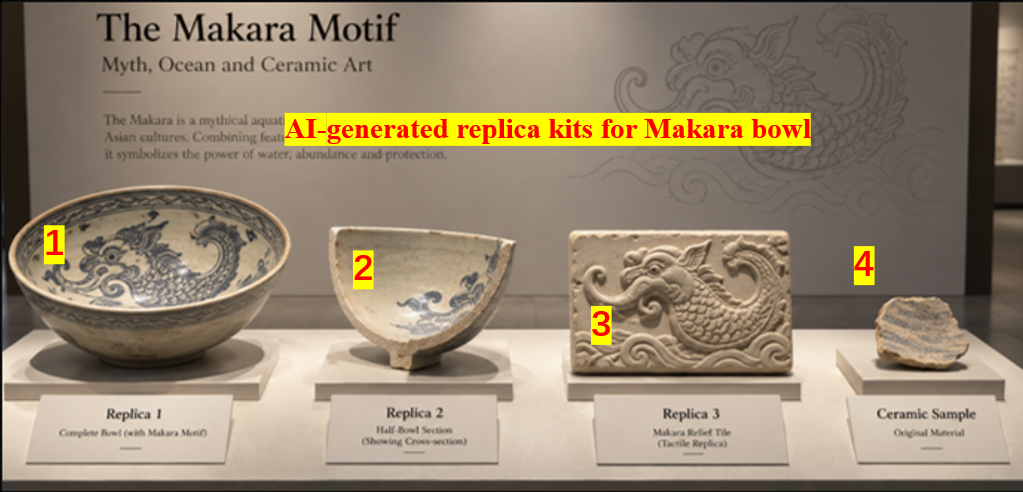 The Makara Motif
Myth, Ocean and Ceramic Art
The Makara is a mythical
Asian cultures. Combining
it symbolizes the power of water, abundance and protection.
AI-generated replica kits for Makara bowl
1
2
3
4
Replica 1
Complete Bowl (with Makara Motif)
Replica 2
Half-Bowl Section
(Showing Cross-section)
Replica 3
Makara Relief Tile
(Tactile Replica)
Ceramic Sample
Original Material